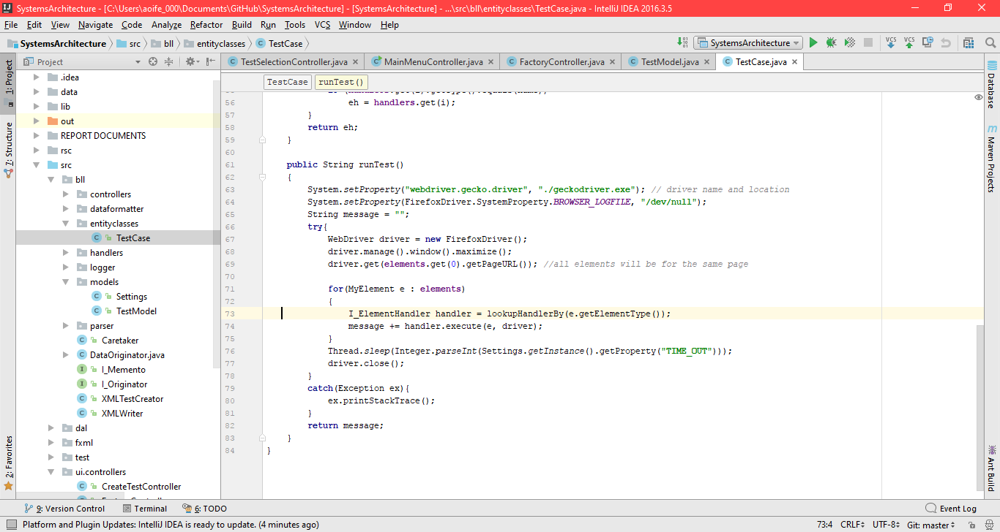 SystemsArchitecture - [C:\Users\aoife_000\Documents\GitHub\SystemsArchitecture] - [SystemsArchitecture] - ...\src\bll\entityclasses\TestCase.java - IntelliJ IDEA 2016.3.5
File Edit View Navigate Code Analyze Refactor Build Run Tools VCS Window Help
SystemsArchitecture src bll entityclasses TestCase SystemsArchitecture VCS VCS
Project
TestSelectionController.java MainMenuController.java FactoryController.java TestModel.java TestCase.java
TestCase runTest()
1: Project
7: Structure
2: Favorites
.idea
data
lib
out
REPORT DOCUMENTS
rsc
src
bll
controllers
dataformatter
entityclasses
TestCase
handlers
logger
models
Settings
TestModel
parser
Caretaker
DataOriginator.java
I_Memento
I_Originator
XMLTestCreator
XMLWriter
dal
fxml
test
ui.controllers
CreateTestController
56 eh = handlers.get(i);
57 }
58 return eh;
59 }
60
61 public String runTest()
62 {
63 System.setProperty("webdriver.gecko.driver", "./geckodriver.exe"); // driver name and location
64 System.setProperty(FirefoxDriver.SystemProperty.BROWSER_LOGFILE, "/dev/null");
65 String message = "";
66 try{
67 WebDriver driver = new FirefoxDriver();
68 driver.manage().window().maximize();
69 driver.get(elements.get(0).getPageURL()); //all elements will be for the same page
70
71 for(MyElement e : elements)
72 {
73 I_ElementHandler handler = lookupHandlerBy(e.getElementType());
74 message += handler.execute(e, driver);
75 }
76 Thread.sleep(Integer.parseInt(Settings.getInstance().getProperty("TIME_OUT")));
77 driver.close();
78 }
79 catch(Exception ex){
80 ex.printStackTrace();
81 }
82 return message;
83 }
84 }
Database
Maven Projects
Ant Build
9: Version Control Terminal 6: TODO Event Log
Platform and Plugin Updates: IntelliJ IDEA is ready to update. (4 minutes ago) 73:4 CRLF UTF-8 Git: master